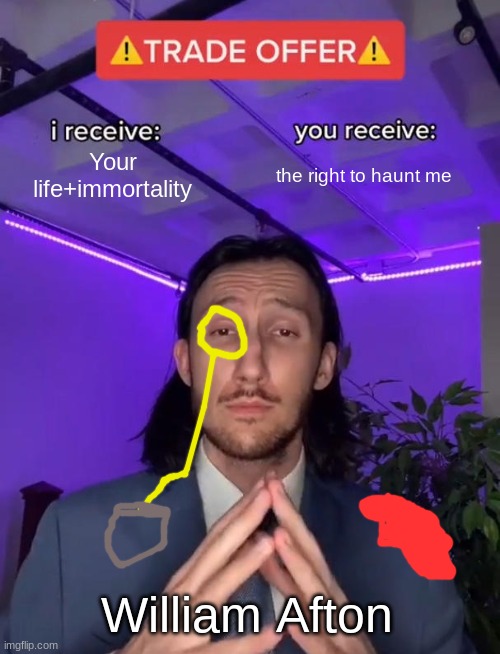 ⚠️TRADE OFFER⚠️
i receive:
you receive:
Your
life+immortality
the right to haunt me
William Afton
imgflip.com